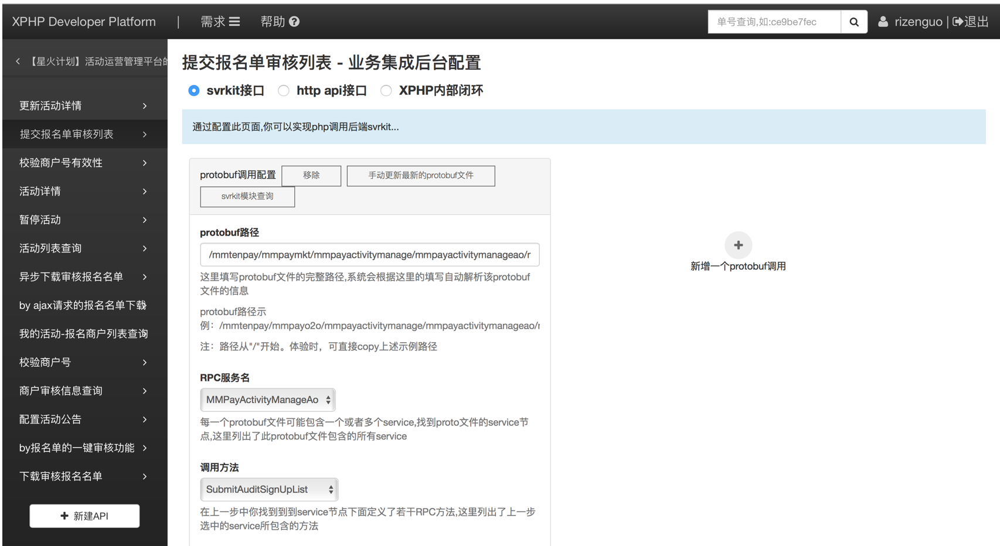 XPHP Developer Platform | 需求 帮助 单号查询,如:ce9be7fec rizenguo | 退出
【星火计划】活动运营管理平台的
更新活动详情
提交报名单审核列表
校验商户号有效性
活动详情
暂停活动
活动列表查询
异步下载审核报名名单
by ajax请求的报名名单下载
我的活动-报名商户列表查询
校验商户号
商户审核信息查询
配置活动公告
by报名单的一键审核功能
下载审核报名名单
新建API
提交报名单审核列表 - 业务集成后台配置
svrkit接口 http api接口 XPHP内部闭环
通过配置此页面,你可以实现php调用后端svrkit...
protobuf调用配置 移除 手动更新最新的protobuf文件
svrkit模块查询
protobuf路径
/mmtenpay/mmpaymkt/mmpayactivitymanage/mmpayactivitymanageao/r
这里填写protobuf文件的完整路径,系统会根据这里的填写自动解析该protobuf
文件的信息
protobuf路径示
例：/mmtenpay/mmpayo2o/mmpayactivitymanage/mmpayactivitymanageao/r
注：路径从"/"开始。体验时，可直接copy上述示例路径
RPC服务名
MMPayActivityManageAo
每一个protobuf文件可能包含一个或者多个service,找到proto文件的service节
点,这里列出了此protobuf文件包含的所有service
调用方法
SubmitAuditSignUpList
在上一步中你找到到到service节点下面定义了若干RPC方法,这里列出了上一步
选中的service所包含的方法
新增一个protobuf调用